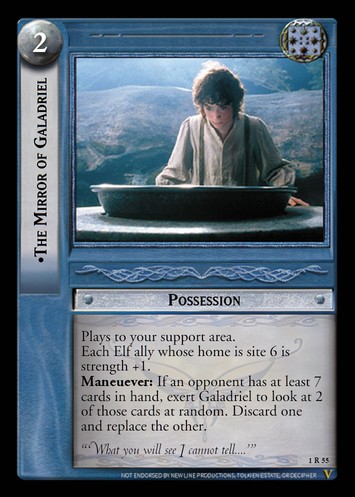 2
•The Mirror of Galadriel
Possession
Plays to your support area.
Each Elf ally whose home is site 6 is
strength +1.
Maneuever: If an opponent has at least 7
cards in hand, exert Galadriel to look at 2
of those cards at random. Discard one
and replace the other.
“‘What you will see I cannot tell....’”
1 R 55
NOT ENDORSED BY NEW LINE PRODUCTIONS, TOLKIEN ESTATE, OR DECIPHER
V